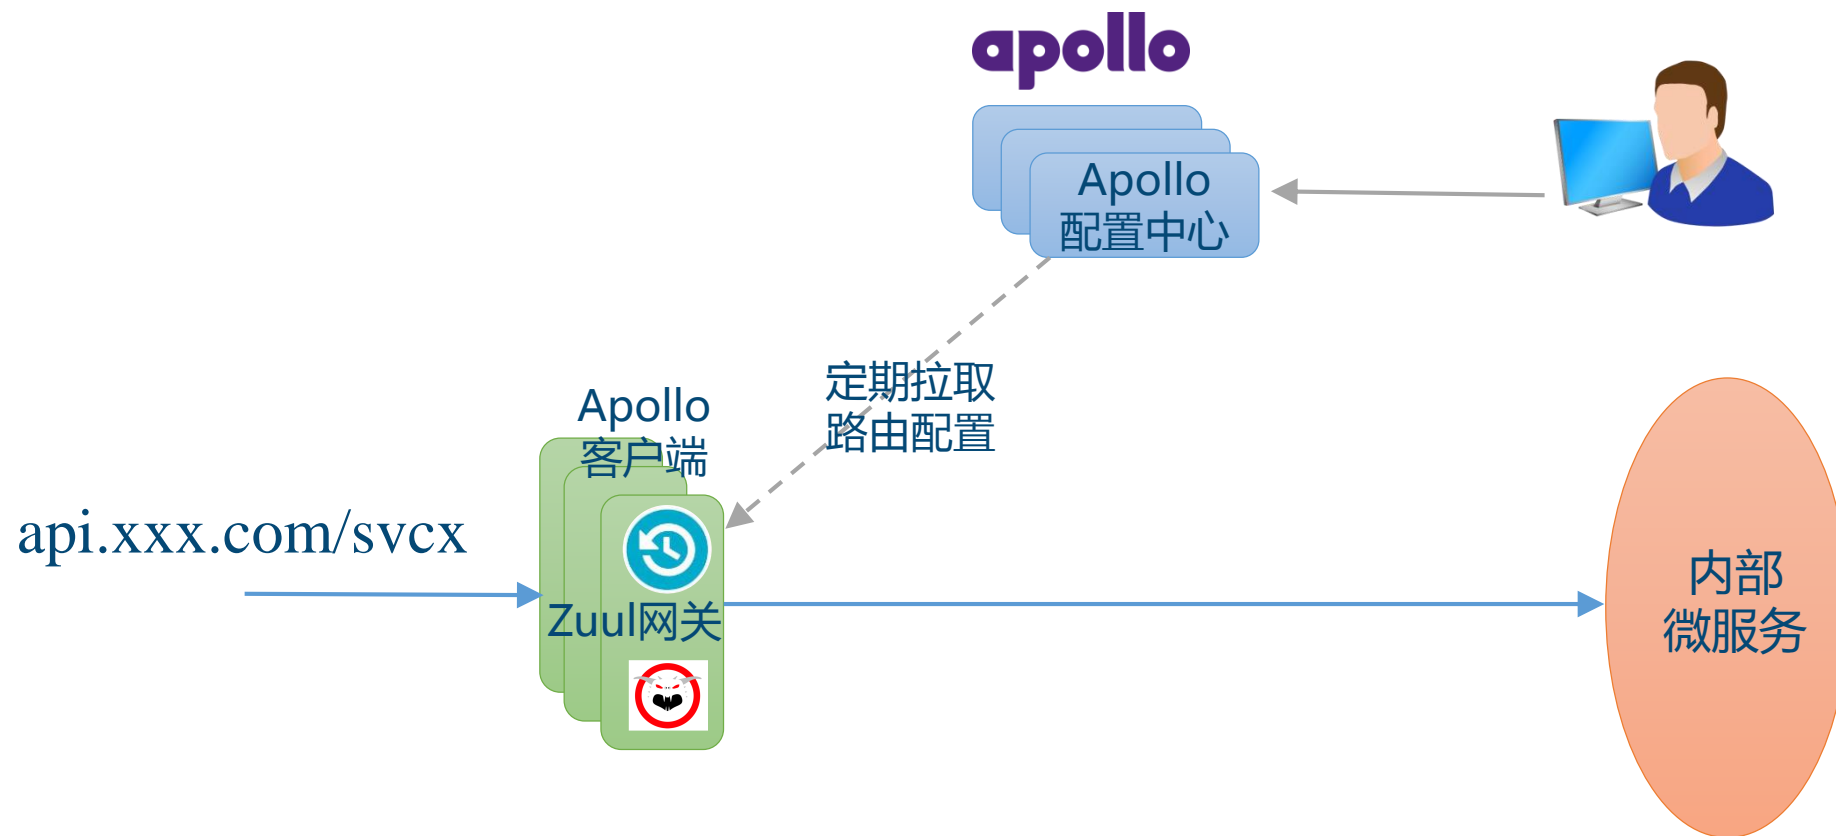 apollo
Apollo
配置中心
定期拉取
路由配置
Apollo
客户端
api.xxx.com/svcx
Zuul网关
内部
微服务